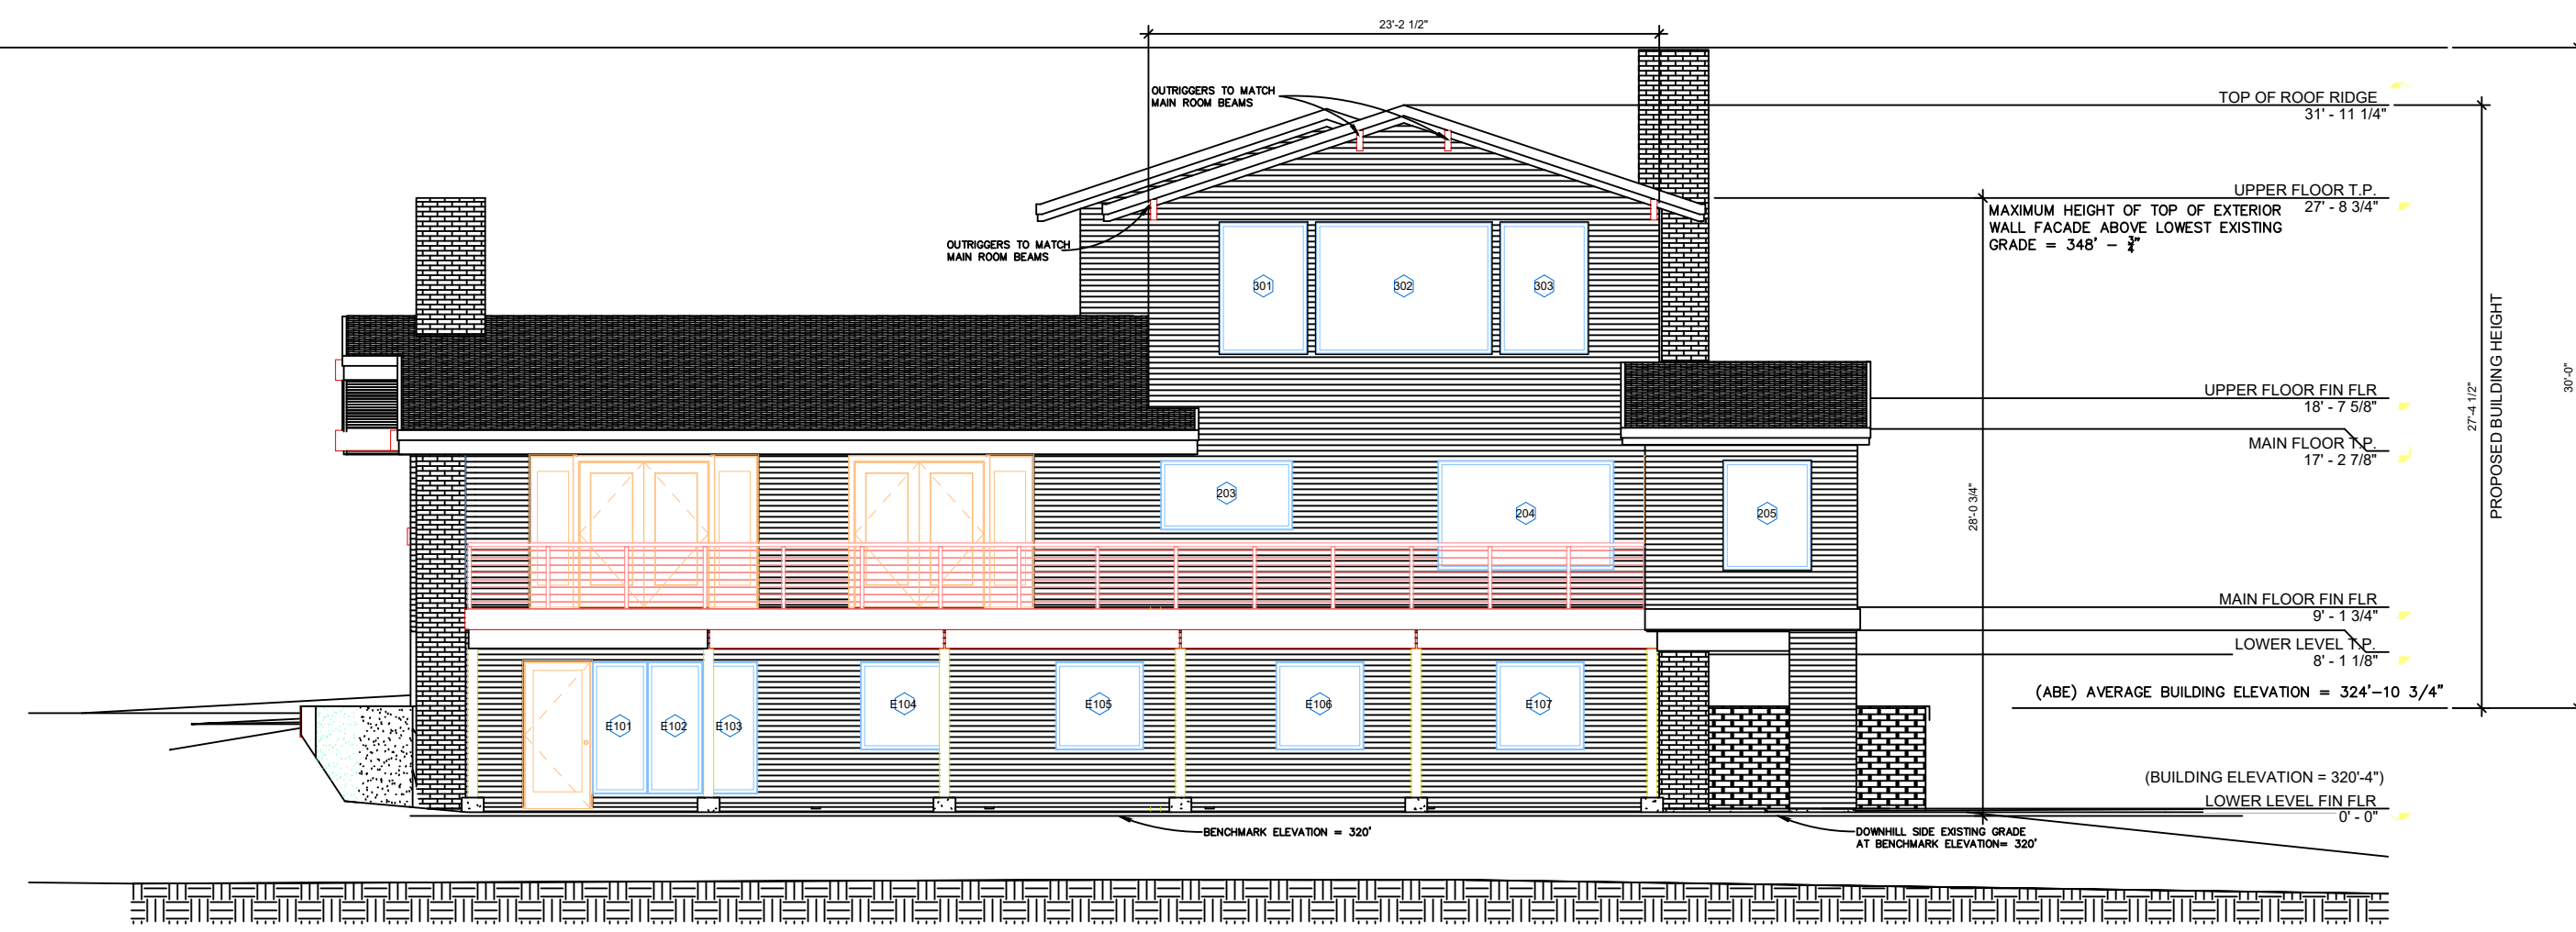 23'-2 1/2"
OUTRIGGERS TO MATCH
MAIN ROOM BEAMS
TOP OF ROOF RIDGE
31' - 11 1/4"
UPPER FLOOR T.P.
27' - 8 3/4"
MAXIMUM HEIGHT OF TOP OF EXTERIOR
WALL FACADE ABOVE LOWEST EXISTING
GRADE = 348' - 3/4"
OUTRIGGERS TO MATCH
MAIN ROOM BEAMS
301
302
303
PROPOSED BUILDING HEIGHT
27'-4 1/2"
30'-0"
UPPER FLOOR FIN FLR
18' - 7 5/8"
MAIN FLOOR T.P.
17' - 2 7/8"
203
204
205
28'-0 3/4"
MAIN FLOOR FIN FLR
9' - 1 3/4"
LOWER LEVEL T.P.
8' - 1 1/8"
(ABE) AVERAGE BUILDING ELEVATION = 324'-10 3/4"
E101
E102
E103
E104
E105
E106
E107
(BUILDING ELEVATION = 320'-4")
LOWER LEVEL FIN FLR
0' - 0"
BENCHMARK ELEVATION = 320'
DOWNHILL SIDE EXISTING GRADE
AT BENCHMARK ELEVATION= 320'